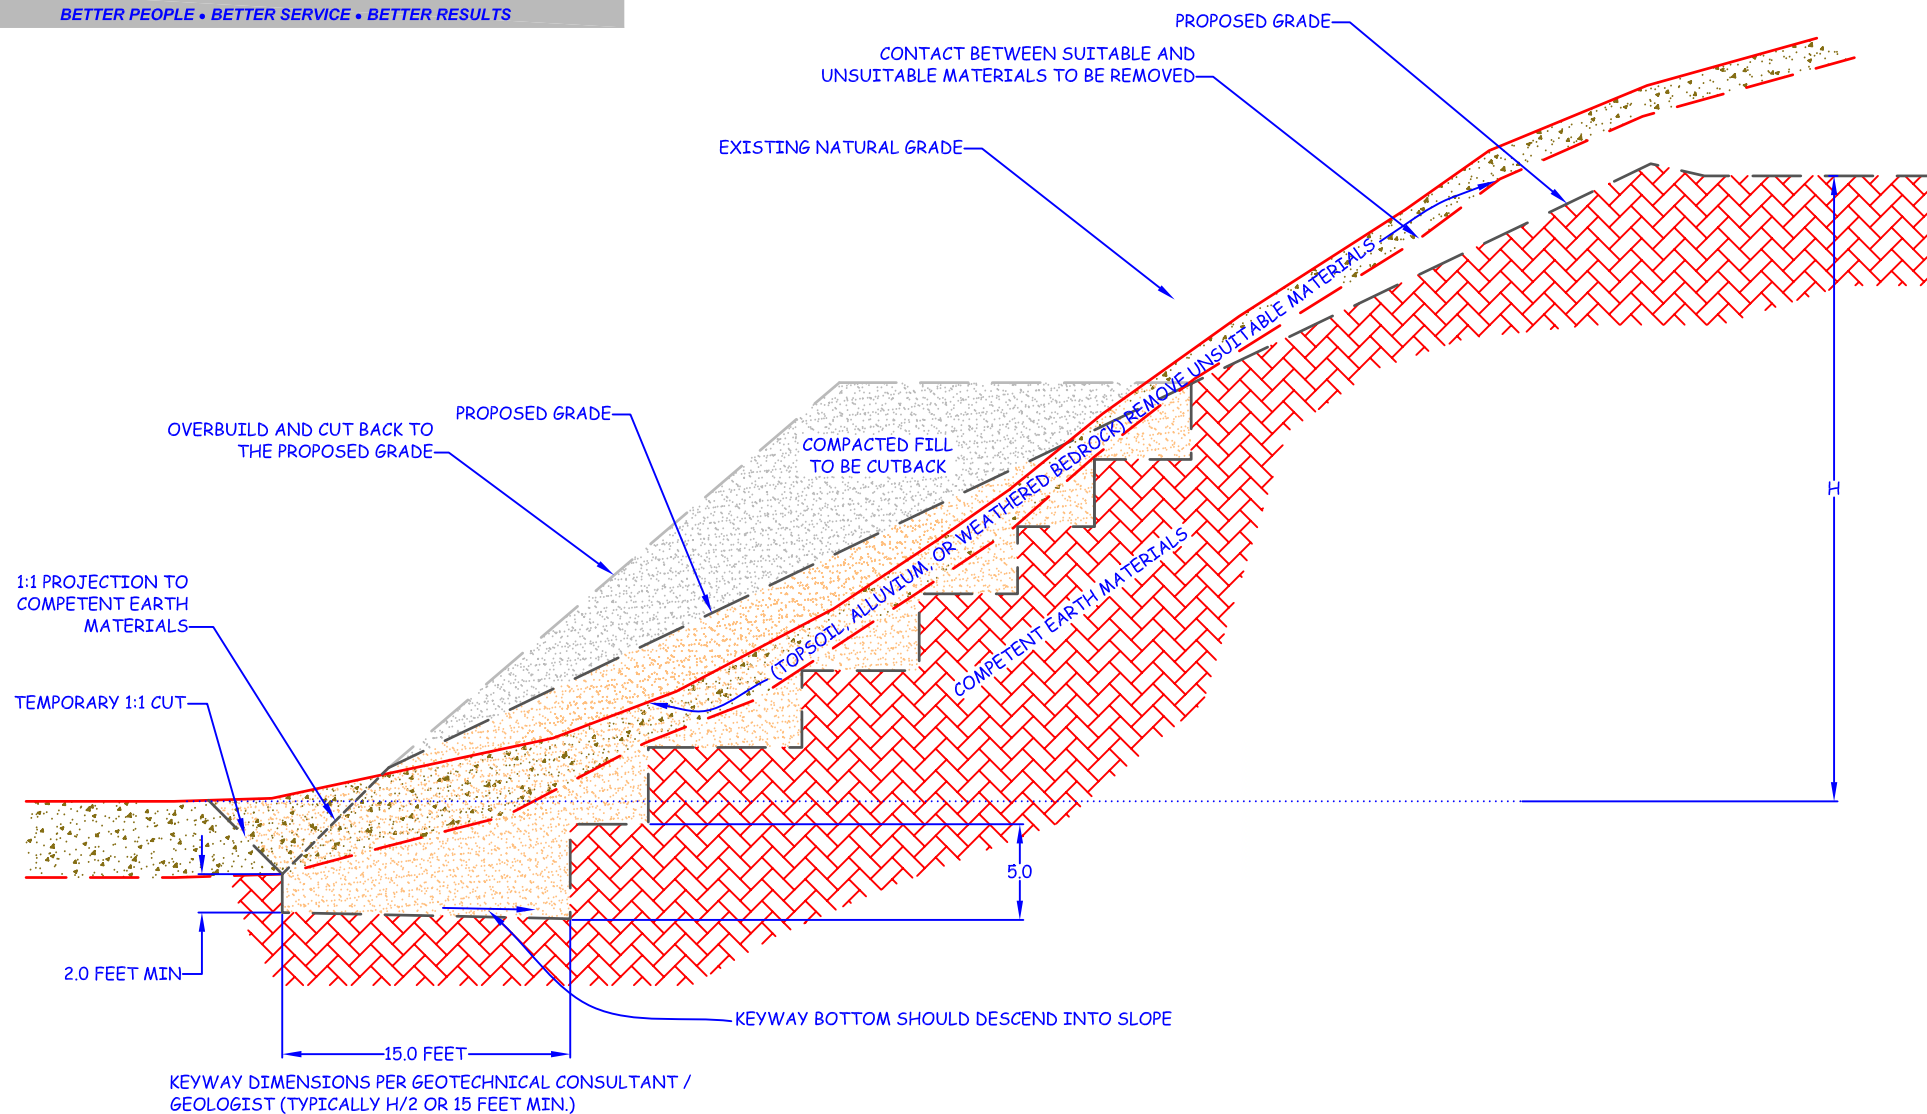 BETTER PEOPLE • BETTER SERVICE • BETTER RESULTS
PROPOSED GRADE
CONTACT BETWEEN SUITABLE AND
UNSUITABLE MATERIALS TO BE REMOVED
EXISTING NATURAL GRADE
REMOVE UNSUITABLE MATERIALS
(TOPSOIL, ALLUVIUM, OR WEATHERED BEDROCK)
PROPOSED GRADE
OVERBUILD AND CUT BACK TO
THE PROPOSED GRADE
COMPACTED FILL
TO BE CUTBACK
H
COMPETENT EARTH MATERIALS
1:1 PROJECTION TO
COMPETENT EARTH
MATERIALS
TEMPORARY 1:1 CUT
5.0
2.0 FEET MIN
KEYWAY BOTTOM SHOULD DESCEND INTO SLOPE
15.0 FEET
KEYWAY DIMENSIONS PER GEOTECHNICAL CONSULTANT /
GEOLOGIST (TYPICALLY H/2 OR 15 FEET MIN.)